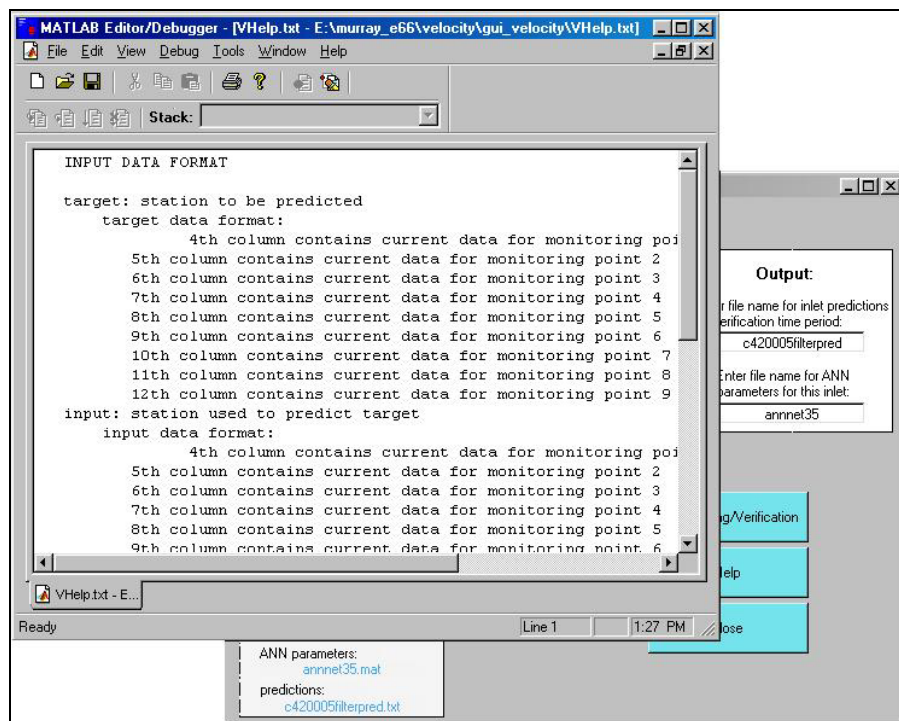 MATLAB Editor/Debugger - [VHelp.txt - E:\murray_e66\velocity\gui_velocity\VHelp.txt]
File Edit View Debug Tools Window Help
Stack:
INPUT DATA FORMAT
target: station to be predicted
target data format:
4th column contains current data for monitoring poi
5th column contains current data for monitoring point 2
6th column contains current data for monitoring point 3
7th column contains current data for monitoring point 4
8th column contains current data for monitoring point 5
9th column contains current data for monitoring point 6
10th column contains current data for monitoring point 7
11th column contains current data for monitoring point 8
12th column contains current data for monitoring point 9
input: station used to predict target
input data format:
4th column contains current data for monitoring poi
5th column contains current data for monitoring point 2
6th column contains current data for monitoring point 3
7th column contains current data for monitoring point 4
8th column contains current data for monitoring point 5
9th column contains current data for monitoring point 6
VHelp.txt - E...
Ready Line 1 1:27 PM
Output:
r file name for inlet predictions
erification time period:
c420005filterpred
Enter file name for ANN
parameters for this inlet:
annnet35
g/Verification
elp
lose
ANN parameters:
annnet35.mat
predictions:
c420005filterpred.txt